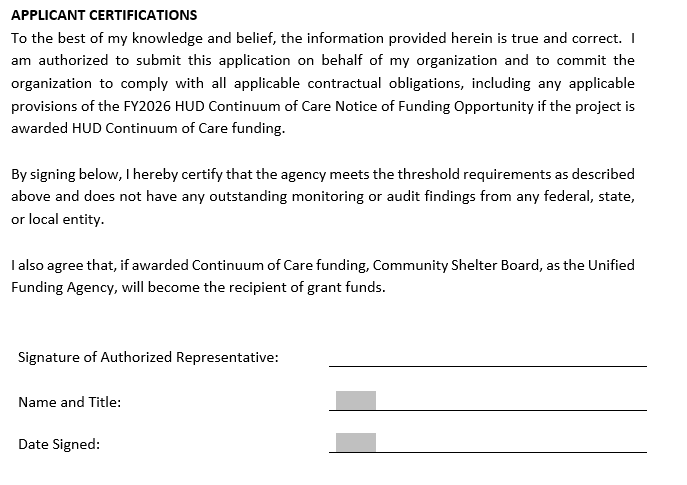 APPLICANT CERTIFICATIONS
To the best of my knowledge and belief, the information provided herein is true and correct. I
am authorized to submit this application on behalf of my organization and to commit the
organization to comply with all applicable contractual obligations, including any applicable
provisions of the FY2026 HUD Continuum of Care Notice of Funding Opportunity if the project is
awarded HUD Continuum of Care funding.
By signing below, I hereby certify that the agency meets the threshold requirements as described
above and does not have any outstanding monitoring or audit findings from any federal, state,
or local entity.
I also agree that, if awarded Continuum of Care funding, Community Shelter Board, as the Unified
Funding Agency, will become the recipient of grant funds.
Signature of Authorized Representative:
Name and Title:
Date Signed: